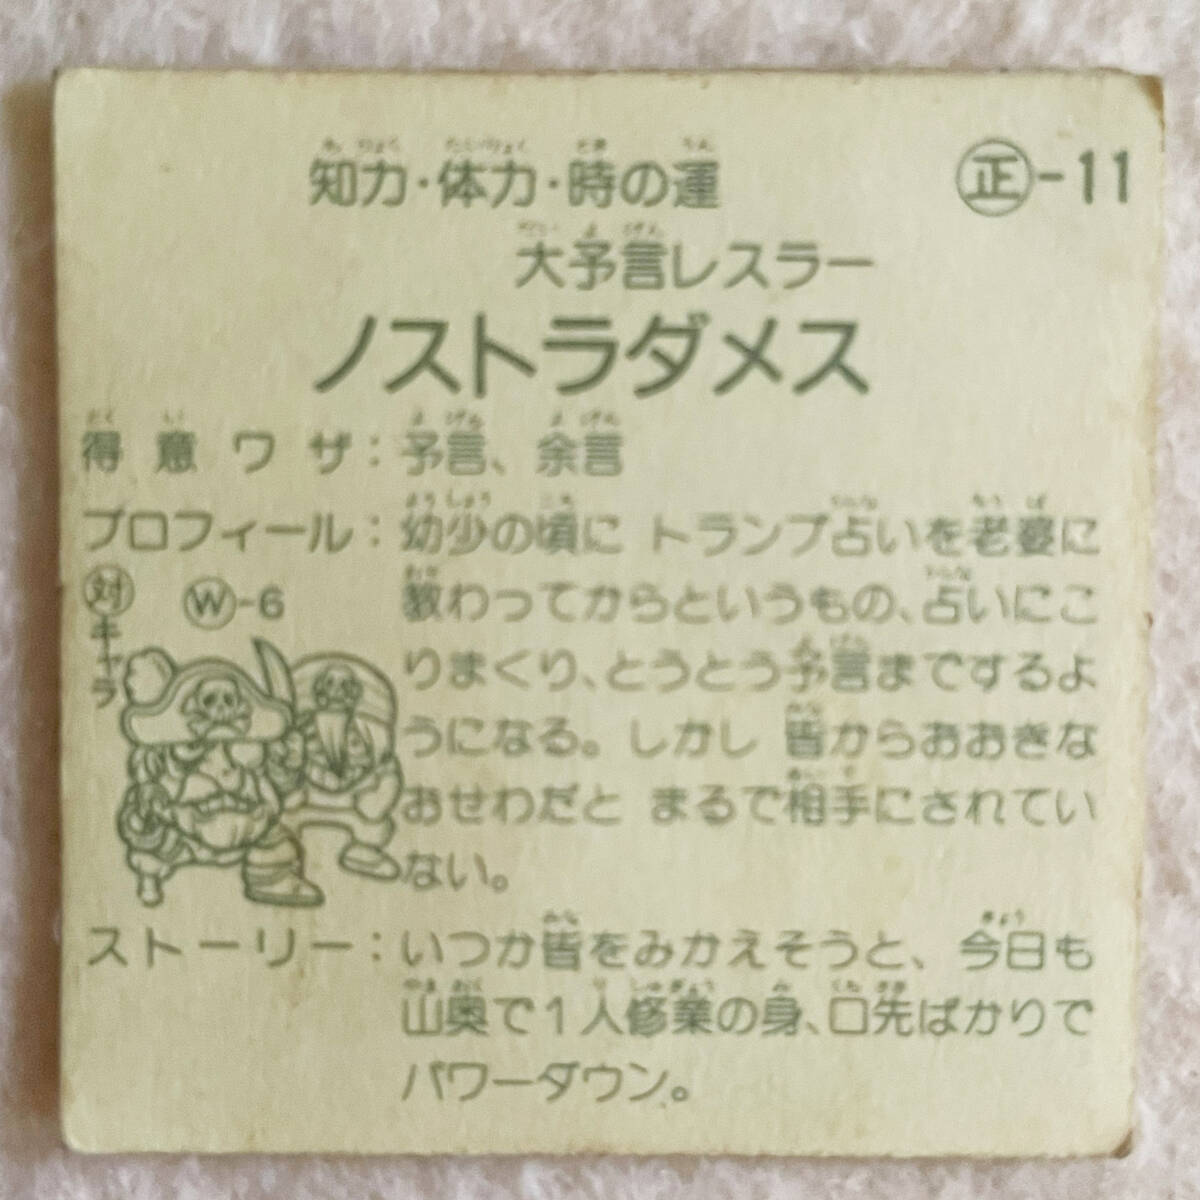 知力・体力・時の運
正-11
大予言レスラー
ノストラダメス
得意ワザ：予言、余言
プロフィール：幼少の頃に トランプ占いを老婆に
教わってからというもの、占いにこ
りまくり、とうとう予言までするよ
うになる。しかし 皆からおおきな
おせわだと まるで相手にされてい
ない。
対キャラ
W-6
ストーリー：いつか皆をみかえそうと、今日も
山奥で1人修業の身、口先ばかりで
パワーダウン。